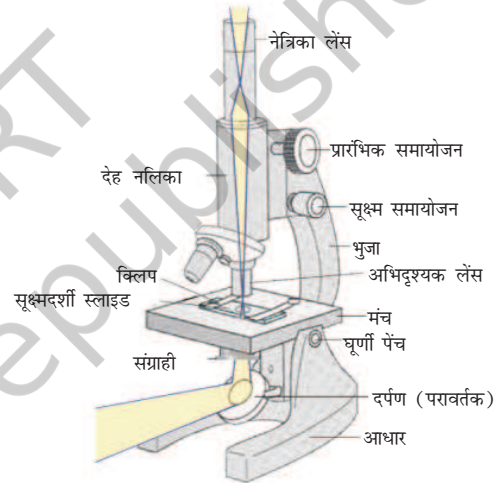 नेत्रिका लेंस
प्रारंभिक समायोजन
देह नलिका
सूक्ष्म समायोजन
भुजा
क्लिप
अभिदृश्यक लेंस
सूक्ष्मदर्शी स्लाइड
मंच
घूर्णी पेंच
संग्राही
दर्पण (परावर्तक)
आधार